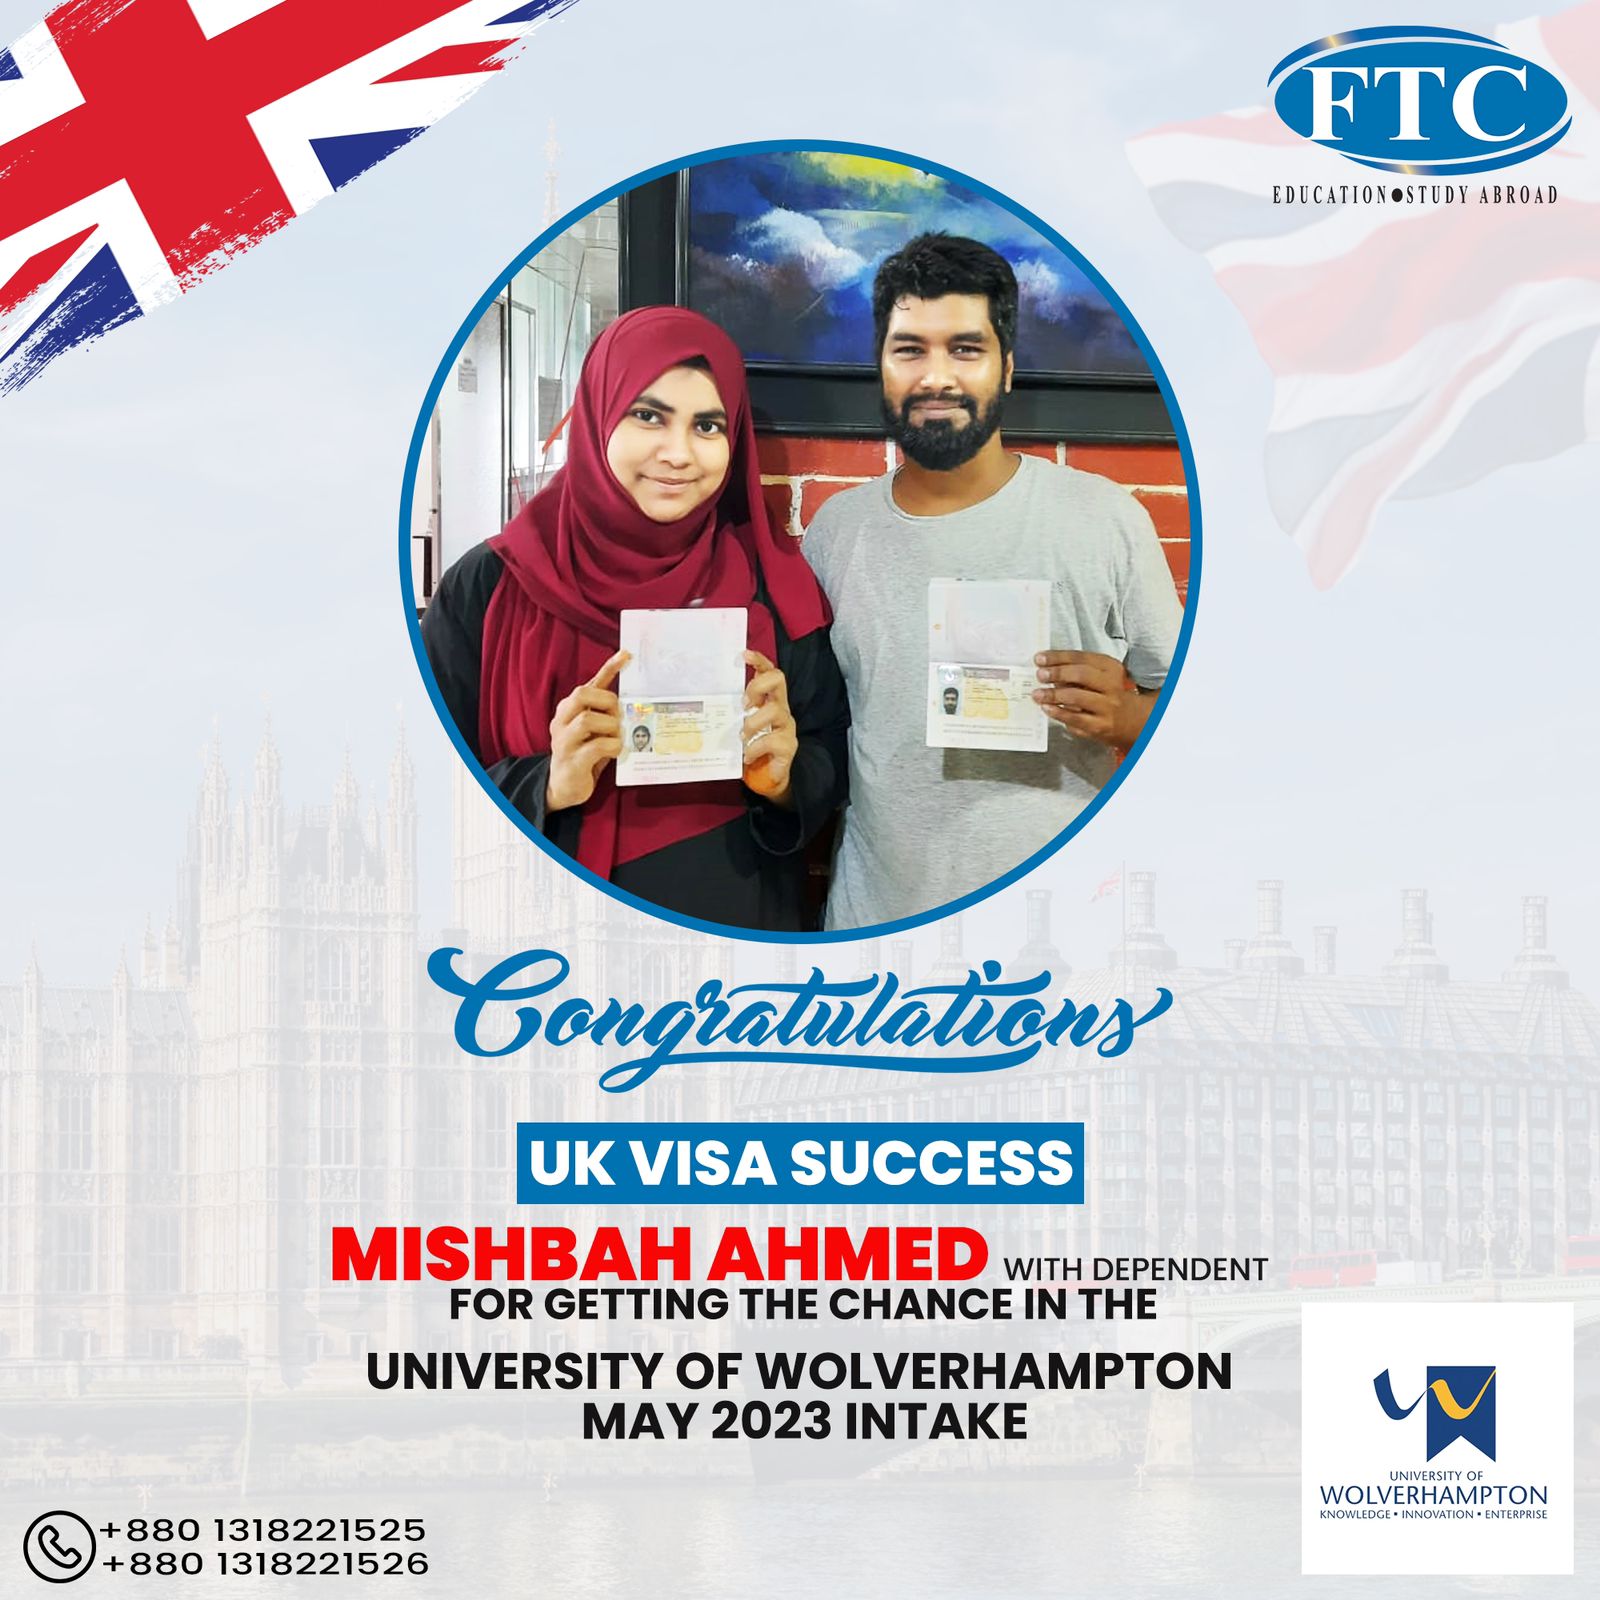 FTC
EDUCATION●STUDY ABROAD
Congratulations
UK VISA SUCCESS
MISHBAH AHMED WITH DEPENDENT
FOR GETTING THE CHANCE IN THE
UNIVERSITY OF WOLVERHAMPTON
MAY 2023 INTAKE
UNIVERSITY OF
WOLVERHAMPTON
KNOWLEDGE • INNOVATION • ENTERPRISE
+880 1318221525
+880 1318221526